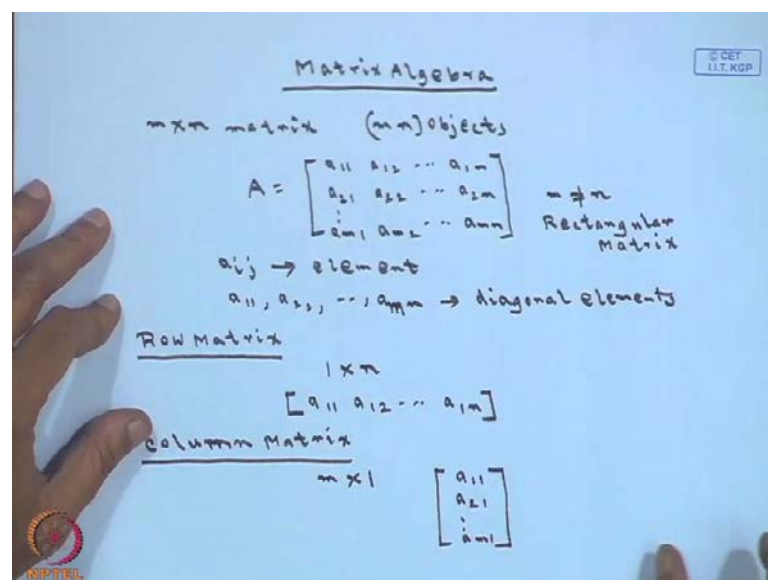 Matrix Algebra
© CET
I.I.T. KGP
m×n matrix (mn) objects
A = [ a11 a12 ... a1n
a21 a22 ... a2n
⋮
am1 am2 ... amn ]
m ≠ n
Rectangular
Matrix
aij → element
a11, a22, ..., amn → diagonal elements
Row Matrix
1×n
[a11 a12 ... a1n]
Column Matrix
m×1
[ a11
a21
⋮
am1 ]
NPTEL